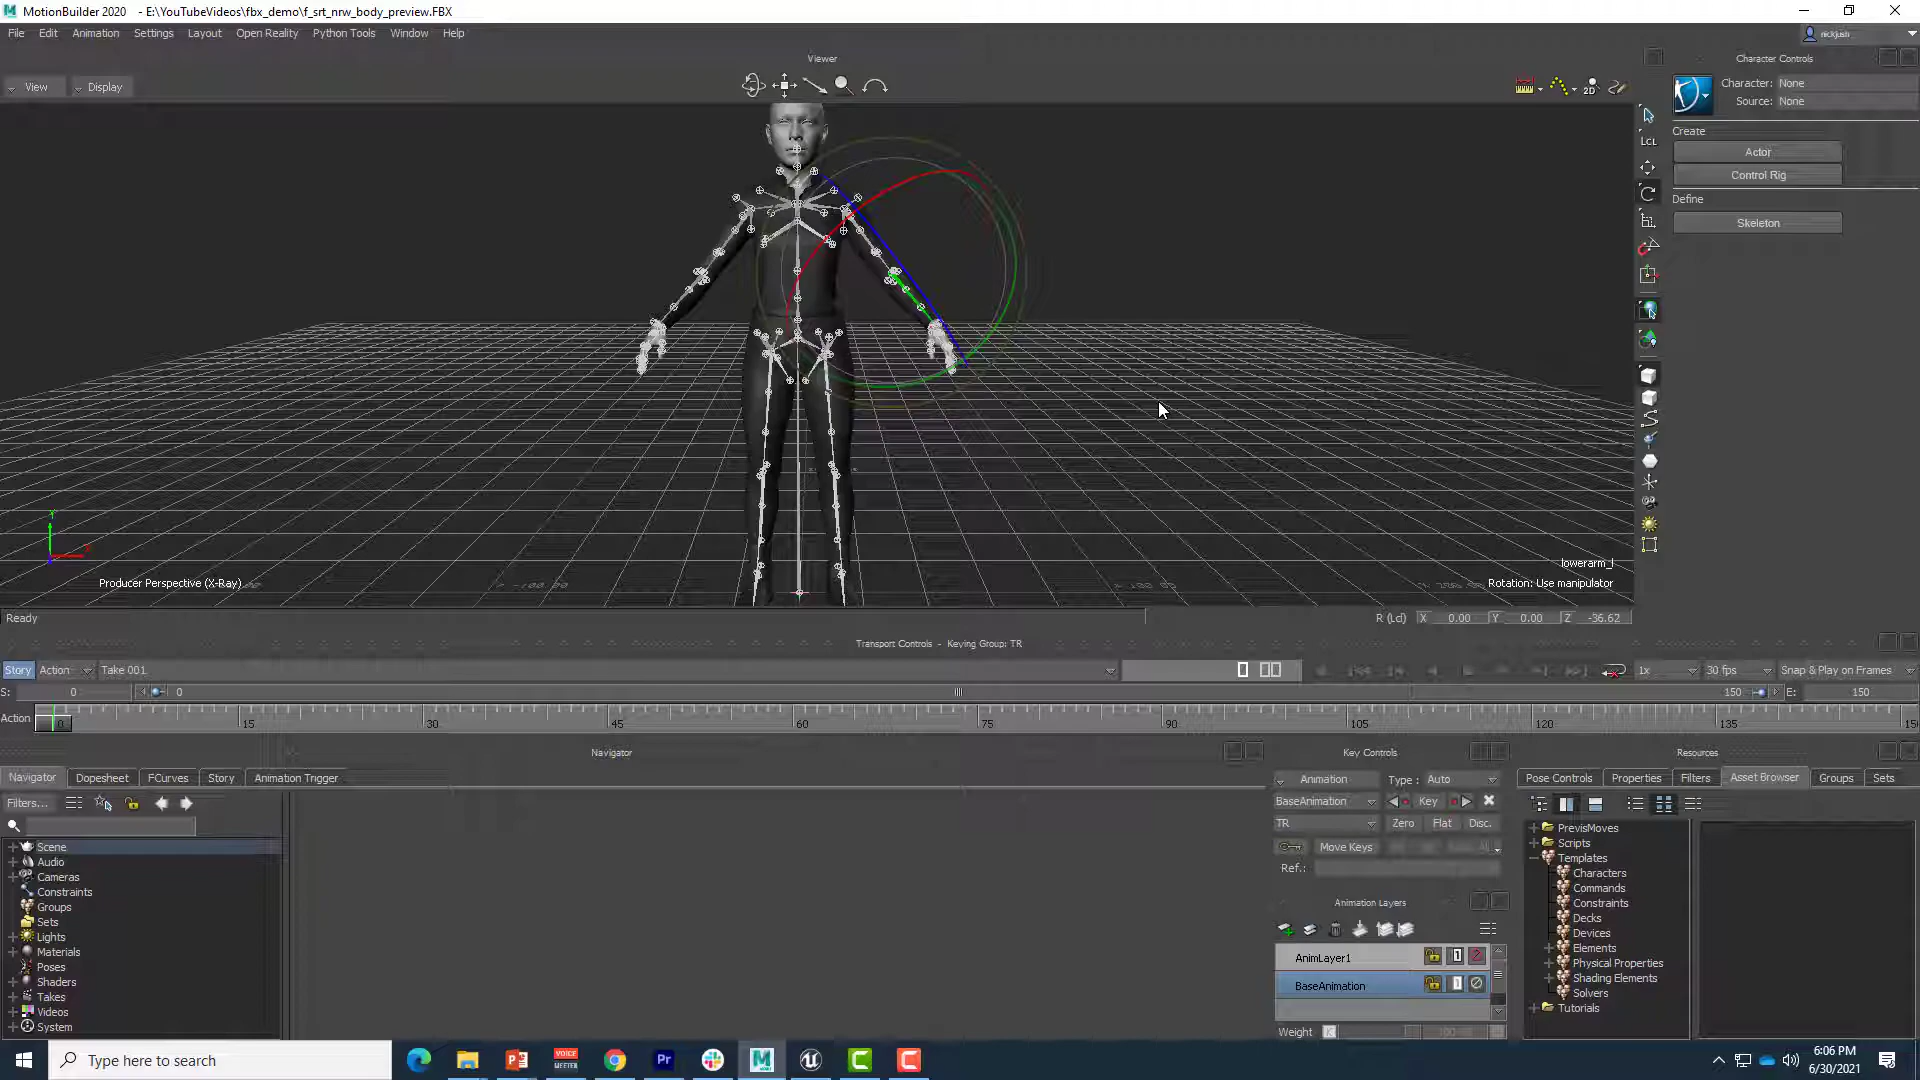 MotionBuilder 2020 - E:\YouTubeVideos\fbx_demo\f_srt_nrw_body_preview.FBX
File Edit Animation Settings Layout Open Reality Python Tools Window Help
nickjush
Viewer
Character Controls
View Display
2D
Character: None
Source: None
Create
Actor
Control Rig
Define
Skeleton
LCL
Y
X
Producer Perspective (X-Ray)
lowerarm_l
Rotation: Use manipulator
Ready
R (Lcl) X 0.00 Y 0.00 Z -36.62
Transport Controls - Keying Group: TR
Story Action Take 001
1x 30 fps Snap & Play on Frames
S: 0 0 150 E: 150
Action 0 15 30 45 60 75 90 105 120 135 15
Navigator
Key Controls
Resources
Navigator Dopesheet FCurves Story Animation Trigger
Animation Type : Auto
Pose Controls Properties Filters Asset Browser Groups Sets
Filters...
BaseAnimation Key
TR Zero Flat Disc.
Move Keys
Ref.:
Scene
Audio
Cameras
Constraints
Groups
Sets
Lights
Materials
Poses
Shaders
Takes
Videos
System
Animation Layers
AnimLayer1
BaseAnimation
Weight
PrevisMoves
Scripts
Templates
Characters
Commands
Constraints
Decks
Devices
Elements
Physical Properties
Shading Elements
Solvers
Tutorials
Type here to search
VOICE MEETER
Pr
6:06 PM
6/30/2021